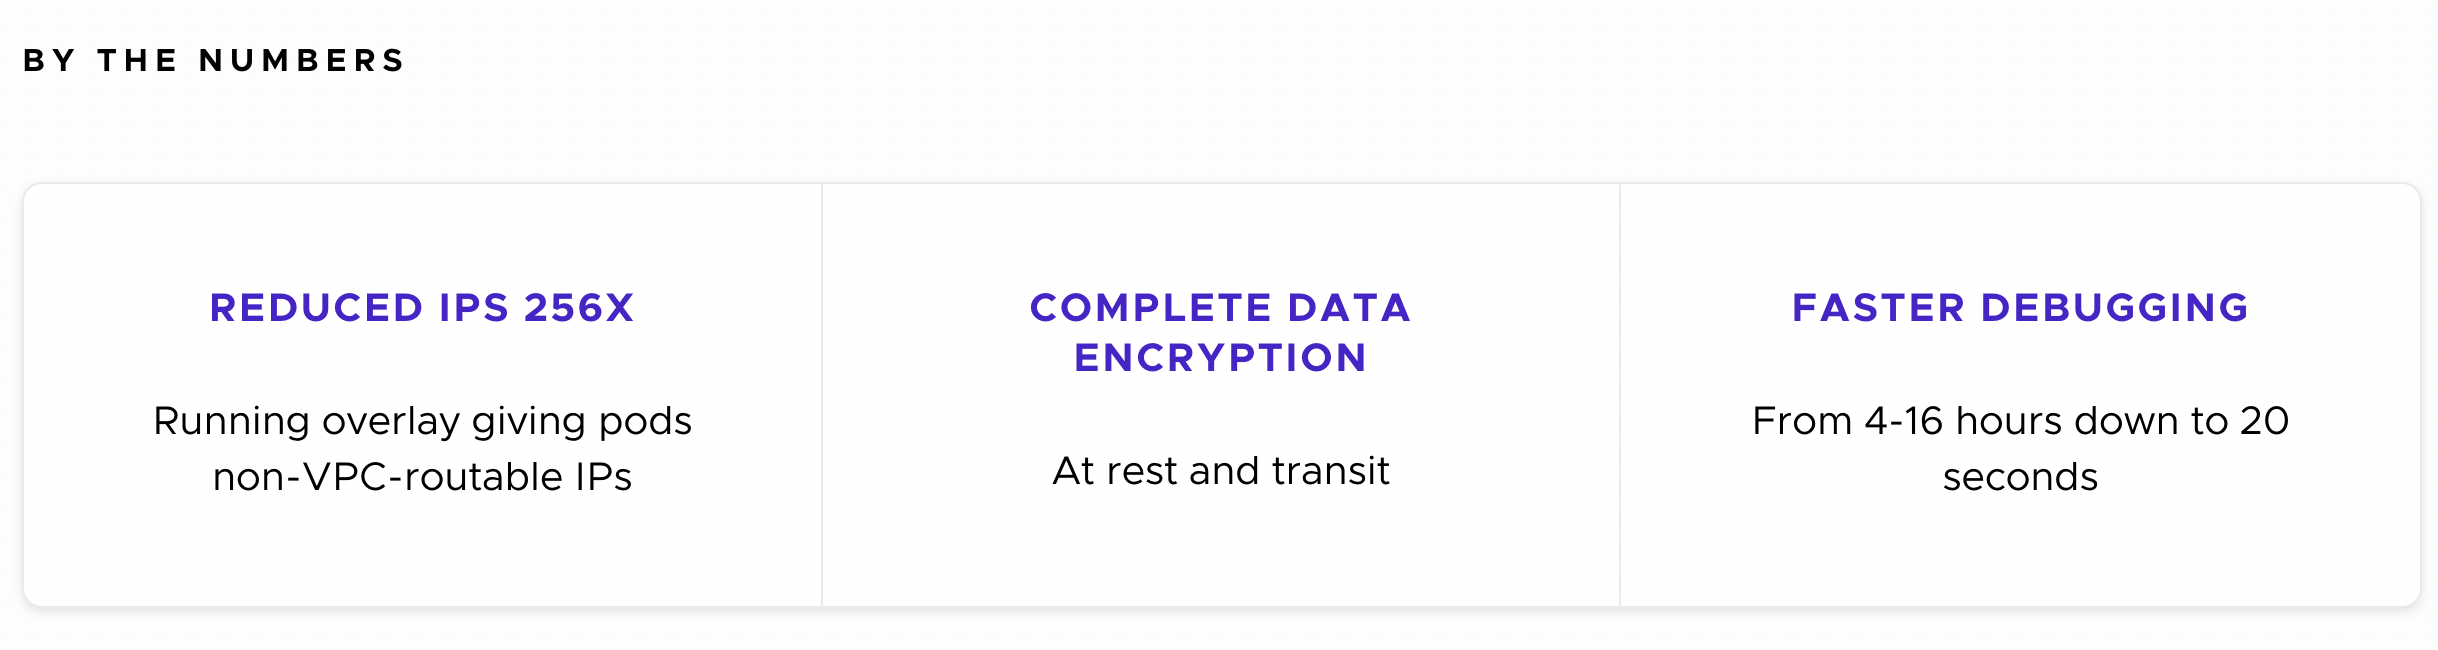 BY THE NUMBERS
REDUCED IPS 256X
Running overlay giving pods
non-VPC-routable IPs
COMPLETE DATA
ENCRYPTION
At rest and transit
FASTER DEBUGGING
From 4-16 hours down to 20
seconds